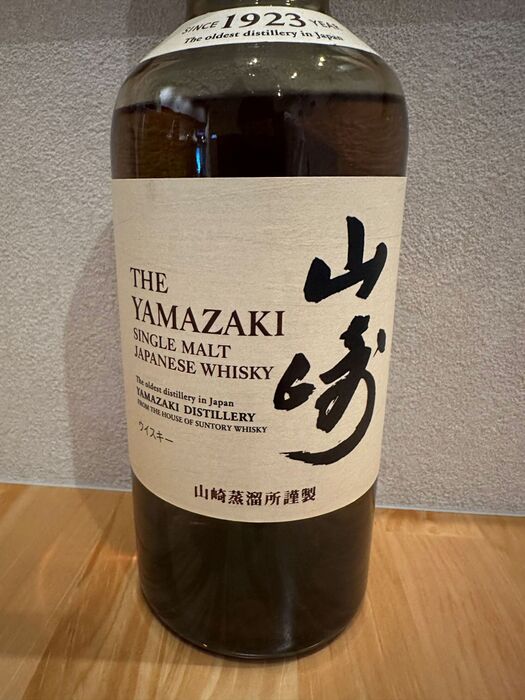 SINCE 1923 YEAR
The oldest distillery in Japan
山崎
THE
YAMAZAKI
SINGLE MALT
JAPANESE WHISKY
The oldest distillery in Japan
YAMAZAKI DISTILLERY
FROM THE HOUSE OF SUNTORY WHISKY
ウイスキー
山崎蒸溜所謹製